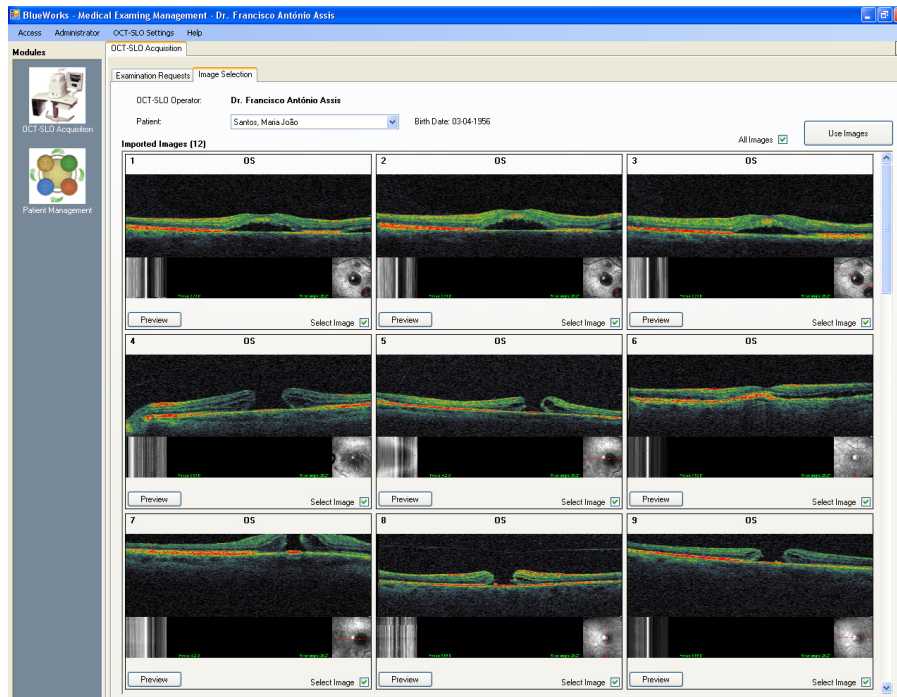 BlueWorks - Medical Examing Management - Dr. Francisco António Assis
Access Administrator OCT-SLO Settings Help
Modules
OCT-SLO Acquisition
OCT-SLO Acquisition
Patient Management
Examination Requests Image Selection
OCT-SLO Operator: Dr. Francisco António Assis
Patient: Santos, Maria João Birth Date: 03-04-1956
Imported Images (12) All Images Use Images
1 OS 2 OS 3 OS
Preview Select Image Preview Select Image Preview Select Image
4 OS 5 OS 6 OS
Preview Select Image Preview Select Image Preview Select Image
7 OS 8 OS 9 OS
Preview Select Image Preview Select Image Preview Select Image